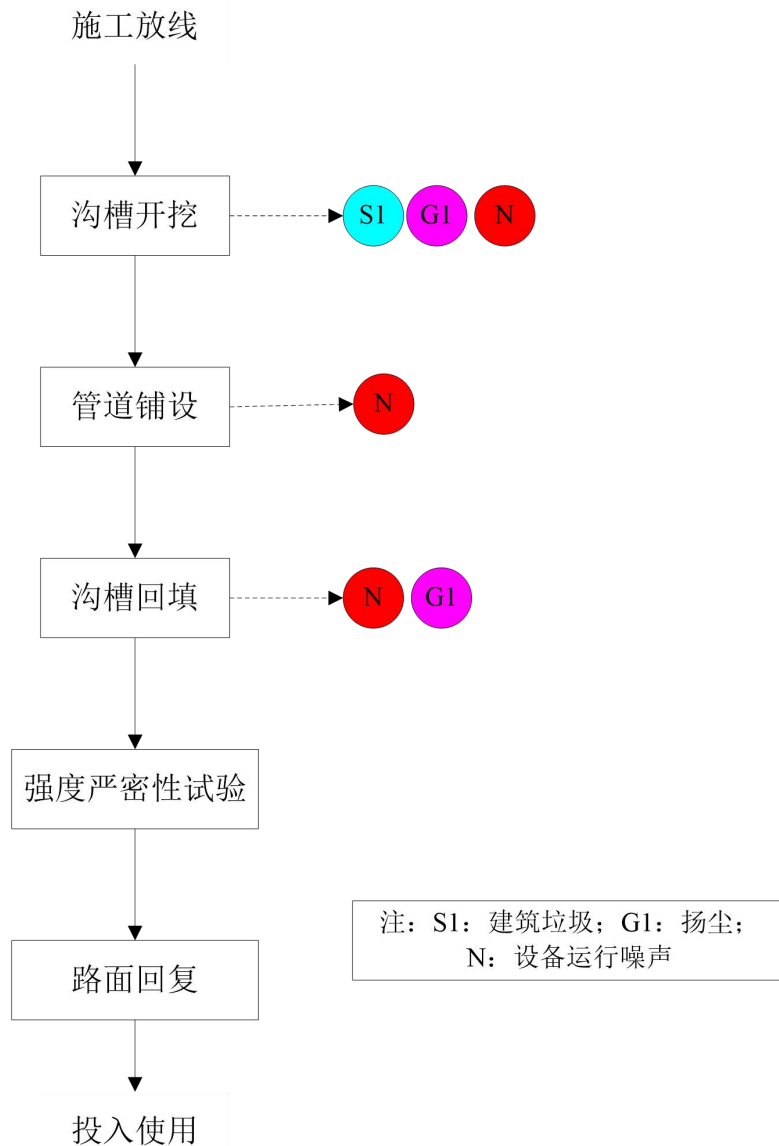 施工放线
沟槽开挖
S1 G1 N
管道铺设
N
沟槽回填
N G1
强度严密性试验
注：S1：建筑垃圾；G1：扬尘；
N：设备运行噪声
路面回复
投入使用